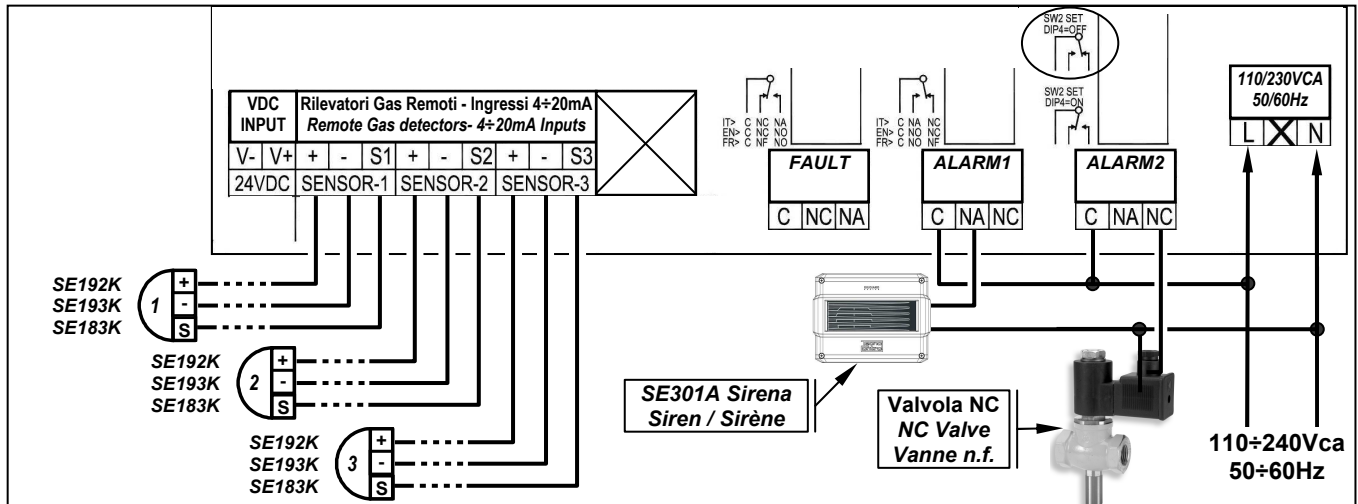 VDC INPUT
Rilevatori Gas Remoti - Ingressi 4÷20mA
Remote Gas detectors- 4÷20mA Inputs
V- V+ + - S1 + - S2 + - S3
24VDC SENSOR-1 SENSOR-2 SENSOR-3
IT> C NC NA
EN> C NC NO
FR> C NF NO
FAULT
C NC NA
IT> C NA NC
EN> C NO NC
FR> C NO NF
ALARM1
C NA NC
SW2 SET
DIP4=OFF
SW2 SET
DIP4=ON
ALARM2
C NA NC
110/230VCA
50/60Hz
L X N
SE192K
SE193K
SE183K
1
+
-
S
SE192K
SE193K
SE183K
2
+
-
S
SE192K
SE193K
SE183K
3
+
-
S
SE301A Sirena
Siren / Sirène
Valvola NC
NC Valve
Vanne n.f.
110÷240Vca
50÷60Hz